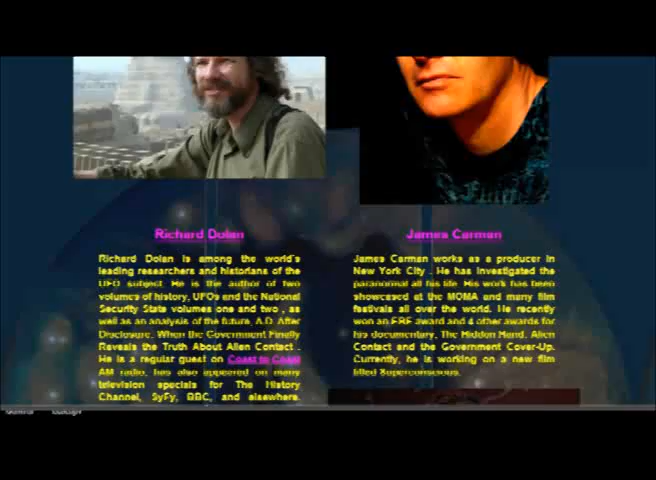 Richard Dolan
Richard Dolan is among the world's
leading researchers and historians of the
UFO subject. He is the author of two
volumes of history, UFOs and the National
Security State volumes one and two , as
well as an analysis of the future, A.D. After
Disclosure: When the Government Finally
Reveals the Truth About Alien Contact .
He is a regular guest on Coast to Coast
AM radio, has also appeared on many
television specials for The History
Channel, SyFy, BBC, and elsewhere.
James Carman
James Carman works as a producer in
New York City . He has investigated the
paranormal all his life. His work has been
showcased at the MOMA and many film
festivals all over the world. He recently
won an EBE award and 4 other awards for
his documentary, The Hidden Hand: Alien
Contact and the Government Cover-Up.
Currently, he is working on a new film
titled Superconscious.